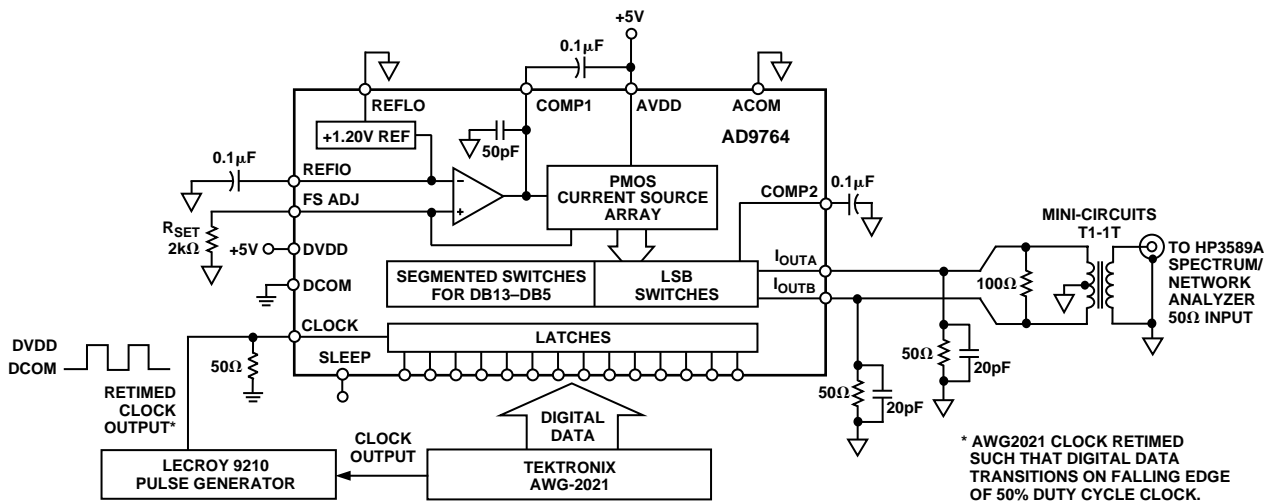 +5V
0.1µF
REFLO
COMP1
AVDD
ACOM
AD9764
+1.20V REF
50pF
0.1µF
REFIO
FS ADJ
PMOS
CURRENT SOURCE
ARRAY
COMP2
0.1µF
RSET
2kΩ
+5V
DVDD
DCOM
SEGMENTED SWITCHES
FOR DB13–DB5
LSB
SWITCHES
IOUTA
IOUTB
MINI-CIRCUITS
T1-1T
100Ω
TO HP3589A
SPECTRUM/
NETWORK
ANALYZER
50Ω INPUT
CLOCK
LATCHES
DVDD
DCOM
50Ω
SLEEP
50Ω
20pF
50Ω
20pF
RETIMED
CLOCK
OUTPUT*
DIGITAL
DATA
CLOCK
OUTPUT
LECROY 9210
PULSE GENERATOR
TEKTRONIX
AWG-2021
* AWG2021 CLOCK RETIMED
SUCH THAT DIGITAL DATA
TRANSITIONS ON FALLING EDGE
OF 50% DUTY CYCLE CLOCK.